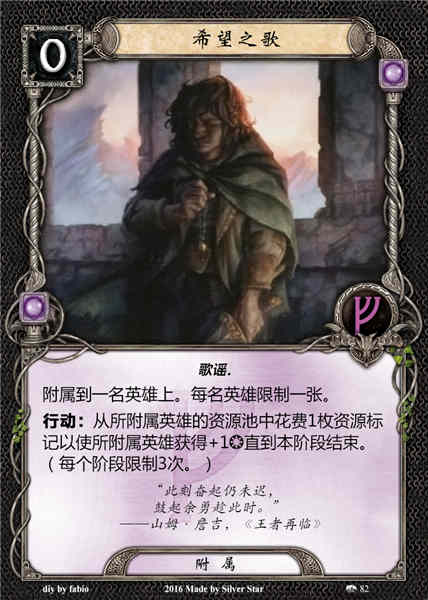 0
希望之歌
歌谣.
附属到一名英雄上。每名英雄限制一张。
行动：从所附属英雄的资源池中花费1枚资源标
记以使所附属英雄获得+1直到本阶段结束。
（每个阶段限制3次。）
“此刻奋起仍未迟，
鼓起余勇趁此时。”
——山姆·詹吉，《王者再临》
附属
diy by fabio
2016 Made by Silver Star
82